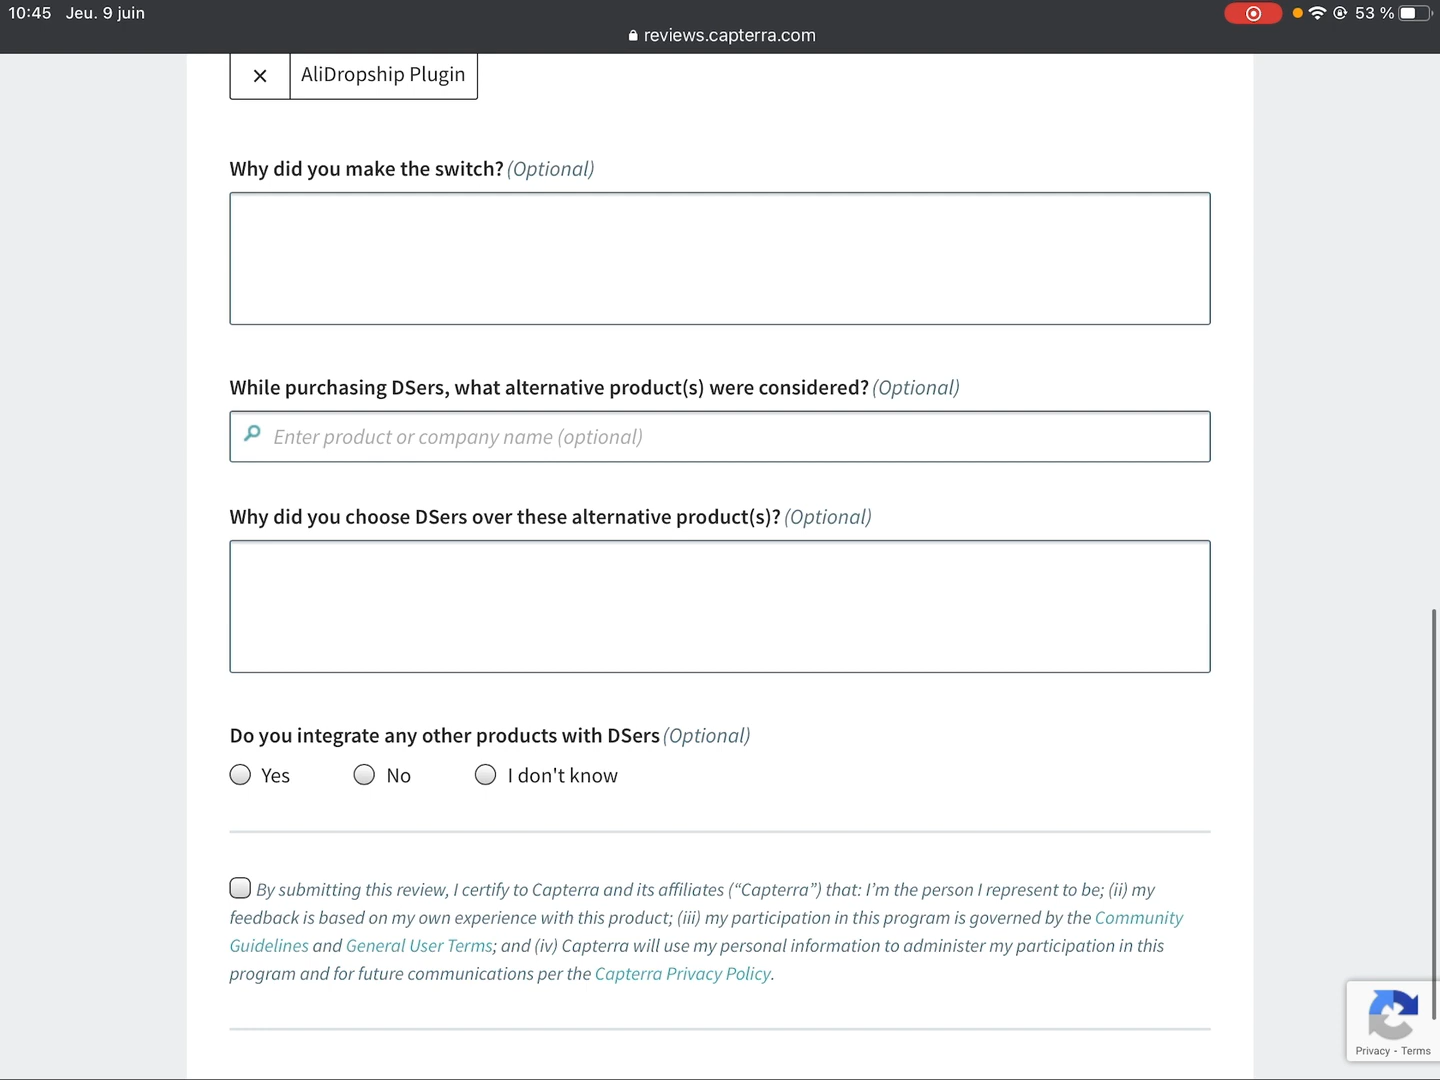 10:45 Jeu. 9 juin
53 %
reviews.capterra.com
AliDropship Plugin
Why did you make the switch? (Optional)
While purchasing DSers, what alternative product(s) were considered? (Optional)
Enter product or company name (optional)
Why did you choose DSers over these alternative product(s)? (Optional)
Do you integrate any other products with DSers (Optional)
Yes No I don't know
By submitting this review, I certify to Capterra and its affiliates (“Capterra”) that: I’m the person I represent to be; (ii) my
feedback is based on my own experience with this product; (iii) my participation in this program is governed by the Community
Guidelines and General User Terms; and (iv) Capterra will use my personal information to administer my participation in this
program and for future communications per the Capterra Privacy Policy.
Privacy - Terms